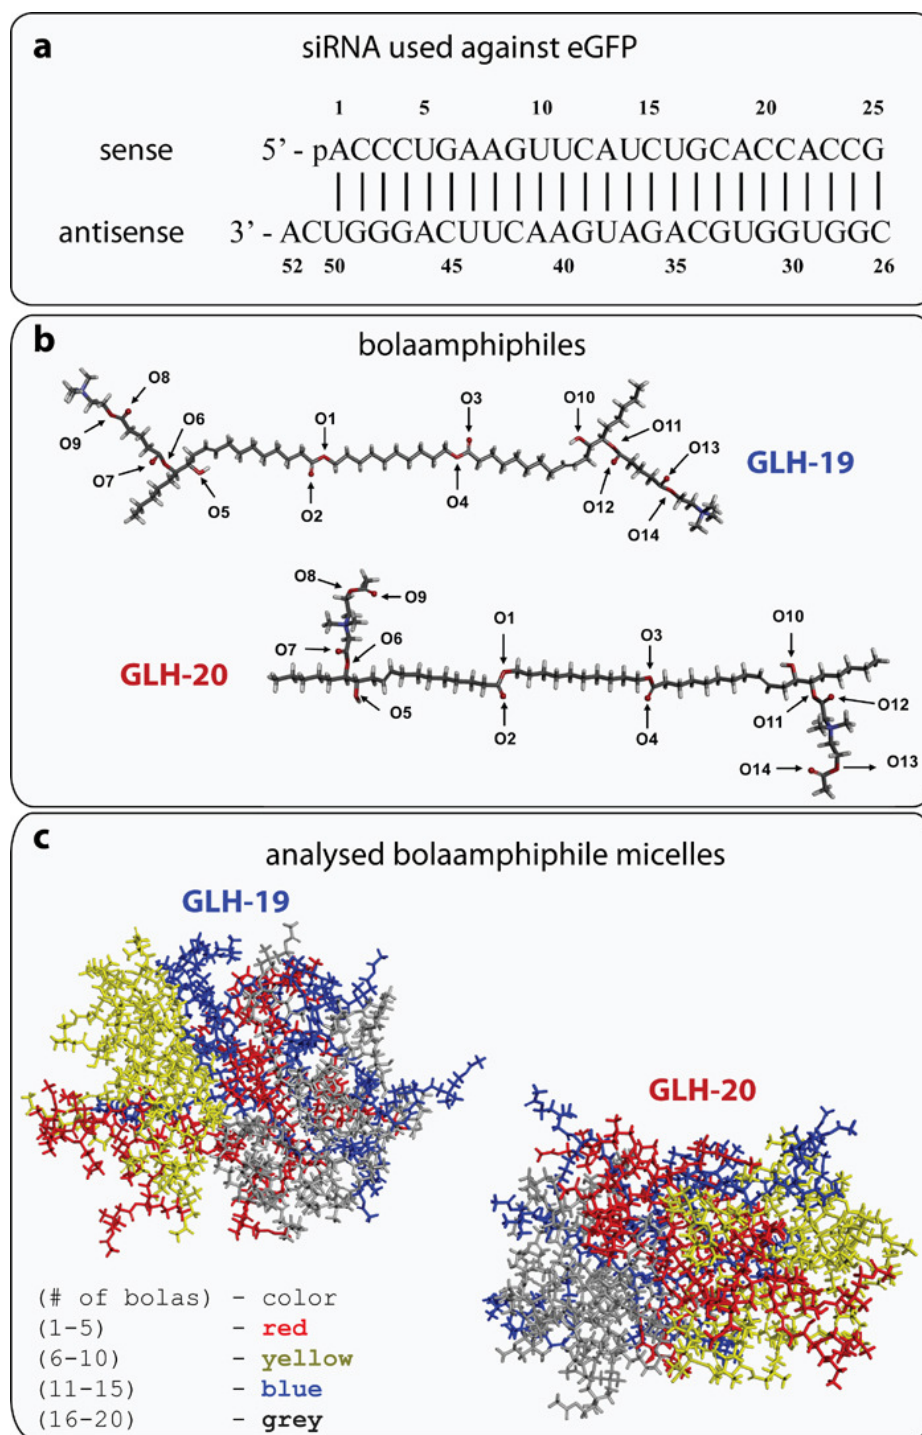 a
siRNA used against eGFP
1 5 10 15 20 25
sense 5’ - pACCCUGAAGUUCAUCUGCACCACCG
antisense 3’ - ACUGGGACUUCAAGUAGACGUGGUGGC
52 50 45 40 35 30 26
b
bolaamphiphiles
O8
O6
O9
O1
O3
O10
O11
O13
GLH-19
O7
O5
O2
O4
O12
O14
O8
O9
O1
O3
O10
O7
O6
GLH-20
O5
O2
O4
O11
O12
O14
O13
c
analysed bolaamphiphile micelles
GLH-19
GLH-20
(# of bolas) - color
(1-5) - red
(6-10) - yellow
(11-15) - blue
(16-20) - grey